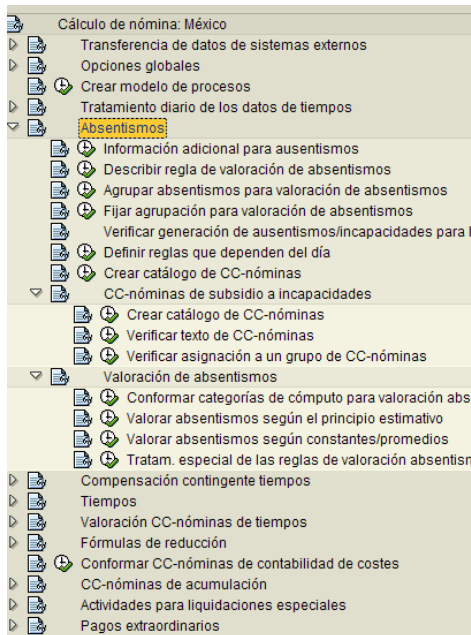 Cálculo de nómina: México
Transferencia de datos de sistemas externos
Opciones globales
Crear modelo de procesos
Tratamiento diario de los datos de tiempos
Absentismos
Información adicional para ausentismos
Describir regla de valoración de absentismos
Agrupar absentismos para valoración de absentismos
Fijar agrupación para valoración de absentismos
Verificar generación de ausentismos/incapacidades para l
Definir reglas que dependen del día
Crear catálogo de CC-nóminas
CC-nóminas de subsidio a incapacidades
Crear catálogo de CC-nóminas
Verificar texto de CC-nóminas
Verificar asignación a un grupo de CC-nóminas
Valoración de absentismos
Conformar categorías de cómputo para valoración abs
Valorar absentismos según el principio estimativo
Valorar absentismos según constantes/promedios
Tratam. especial de las reglas de valoración absentism
Compensación contingente tiempos
Tiempos
Valoración CC-nóminas de tiempos
Fórmulas de reducción
Conformar CC-nóminas de contabilidad de costes
CC-nóminas de acumulación
Actividades para liquidaciones especiales
Pagos extraordinarios